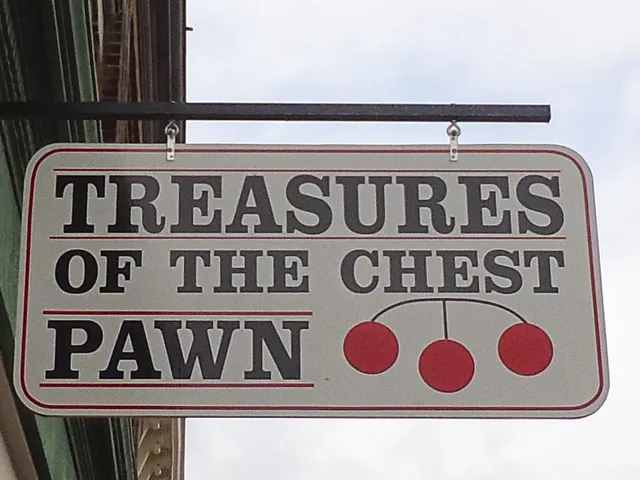 TREASURES
OF THE CHEST
PAWN